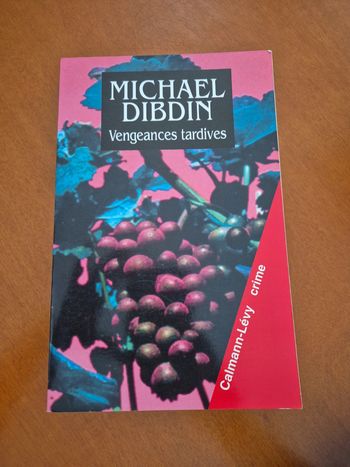 MICHAEL
DIBDIN
Vengeances tardives
Calmann-Lévy crime